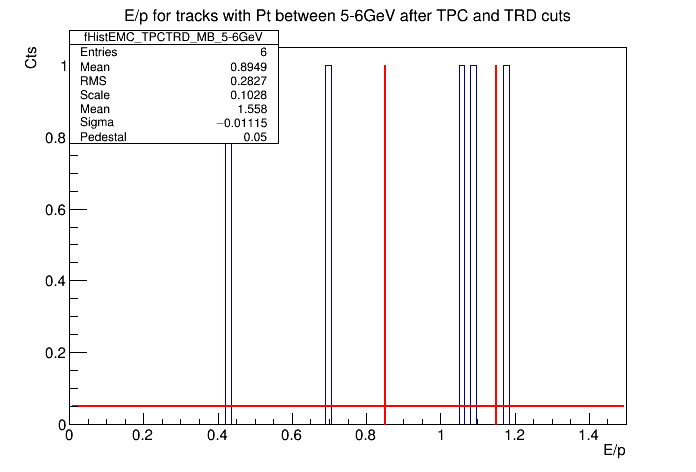 E/p for tracks with Pt between 5-6GeV after TPC and TRD cuts
fHistEMC_TPCTRD_MB_5-6GeV
Entries 6
Mean 0.8949
RMS 0.2827
Scale 0.1028
Mean 1.558
Sigma −0.01115
Pedestal 0.05
Cts
1
0.8
0.6
0.4
0.2
0
0 0.2 0.4 0.6 0.8 1 1.2 1.4
E/p